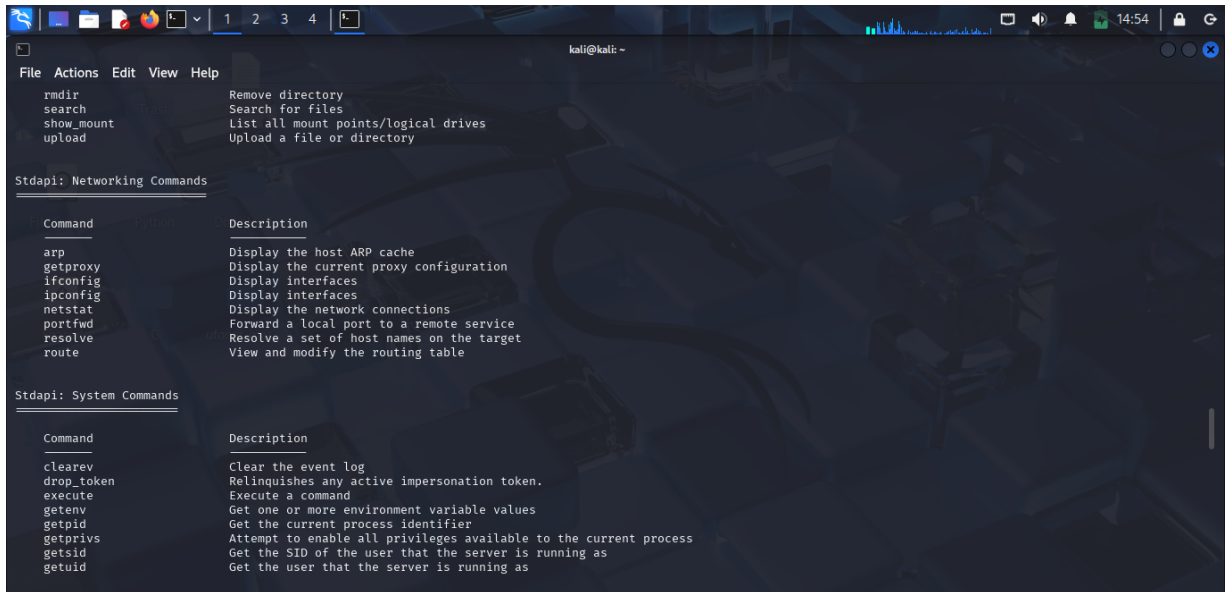 1 2 3 4
14:54
kali@kali: ~
File Actions Edit View Help
rmdir Remove directory
search Search for files
show_mount List all mount points/logical drives
upload Upload a file or directory
Stdapi: Networking Commands
Command Description
arp Display the host ARP cache
getproxy Display the current proxy configuration
ifconfig Display interfaces
ipconfig Display interfaces
netstat Display the network connections
portfwd Forward a local port to a remote service
resolve Resolve a set of host names on the target
route View and modify the routing table
Stdapi: System Commands
Command Description
clearev Clear the event log
drop_token Relinquishes any active impersonation token.
execute Execute a command
getenv Get one or more environment variable values
getpid Get the current process identifier
getprivs Attempt to enable all privileges available to the current process
getsid Get the SID of the user that the server is running as
getuid Get the user that the server is running as